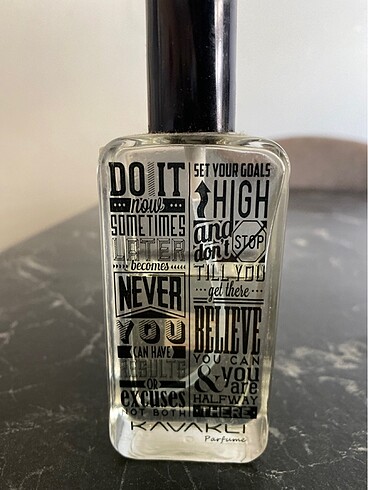 DO IT
now
SOMETIMES
LATER
becomes
NEVER
YOU
CAN HAVE
RESULTS
OR
excuses
NOT BOTH
SET YOUR GOALS
HIGH
and
don't STOP
TILL YOU
get there
BELIEVE
YOU CAN
& you
are
HALFWAY
THERE
KAVAKLI
Parfume